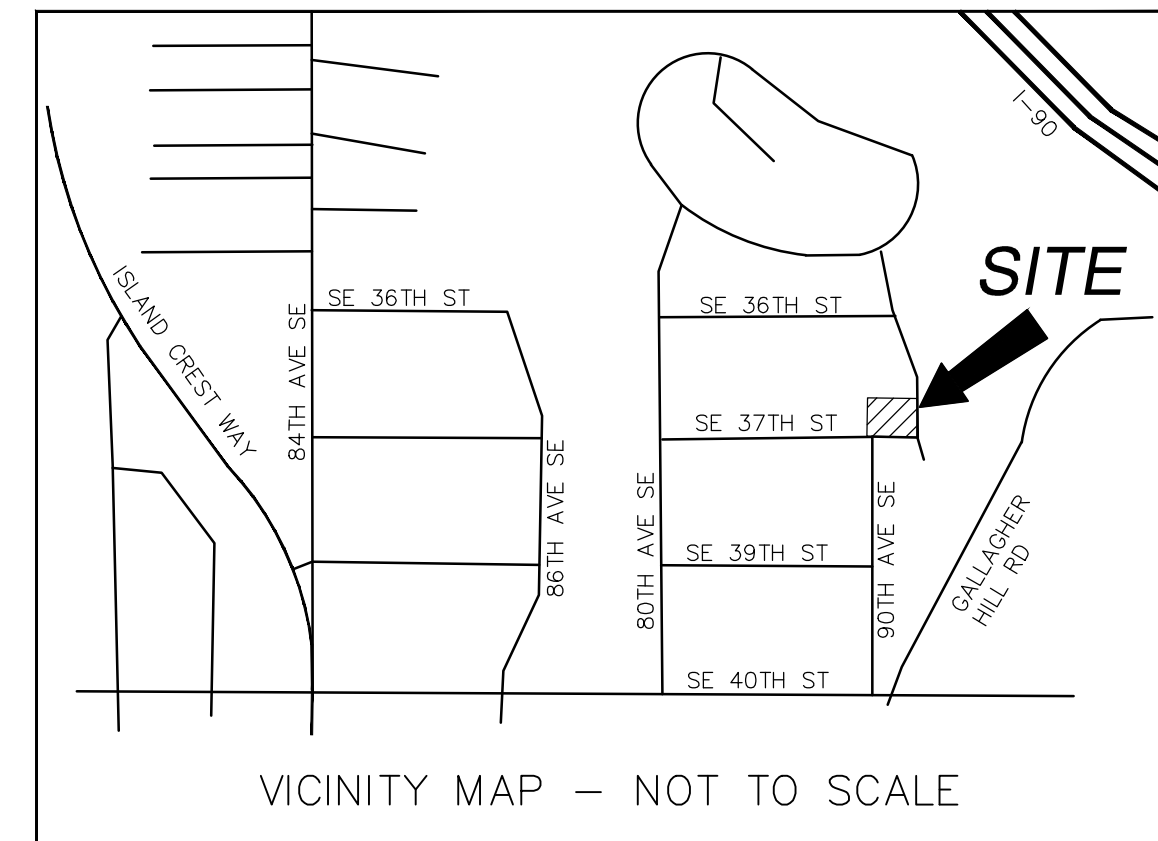 I-90
SITE
ISLAND CREST WAY
84TH AVE SE
SE 36TH ST
SE 36TH ST
SE 37TH ST
86TH AVE SE
80TH AVE SE
SE 39TH ST
90TH AVE SE
GALLAGHER
HILL RD
SE 40TH ST
VICINITY MAP – NOT TO SCALE